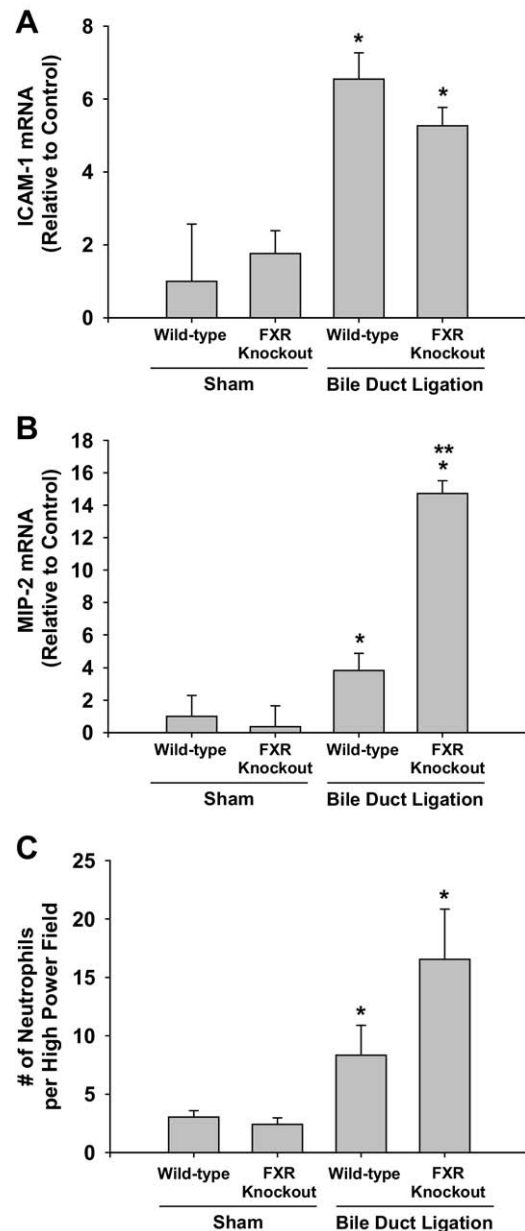 A
ICAM-1 mRNA
(Relative to Control)
8
6
4
2
0
*
*
Wild-type
FXR
Knockout
Wild-type
FXR
Knockout
Sham
Bile Duct Ligation
B
MIP-2 mRNA
(Relative to Control)
18
16
14
12
10
8
6
4
2
0
*
**
*
Wild-type
FXR
Knockout
Wild-type
FXR
Knockout
Sham
Bile Duct Ligation
C
# of Neutrophils
per High Power Field
25
20
15
10
5
0
*
*
Wild-type
FXR
Knockout
Wild-type
FXR
Knockout
Sham
Bile Duct Ligation